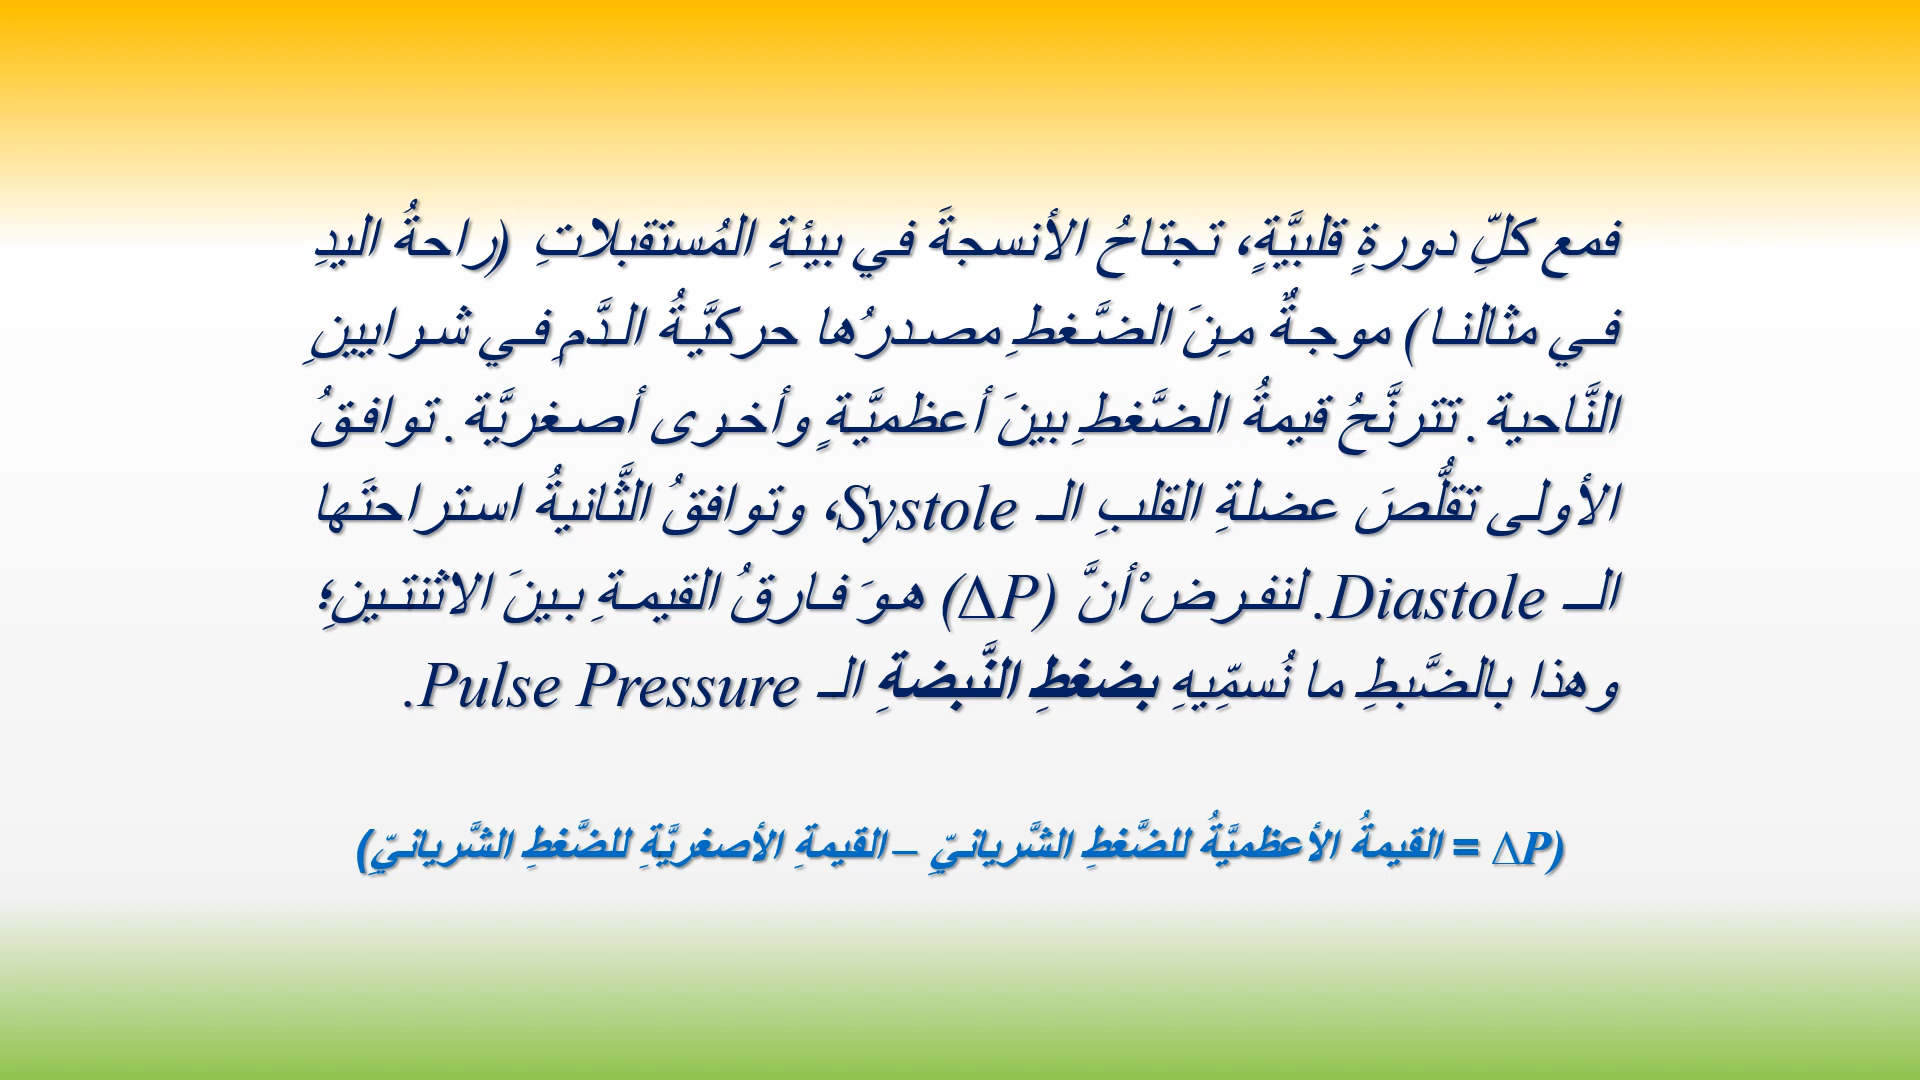 فمع كلِّ دورةٍ قلبيَّةٍ، تجتاحُ الأنسجةَ في بيئةِ المُستقبلاتِ (راحةُ اليدِ
في مثالنا) موجةٌ مِنَ الضَّغطِ مصدرُها حركيَّةُ الدَّمِ في شرايينِ
النَّاحية. تترنَّحُ قيمةُ الضَّغطِ بينَ أعظميَّةٍ وأخرى أصغريَّة. توافقُ
الأولى تقلُّصَ عضلةِ القلبِ الـ Systole، وتوافقُ الثَّانيةُ استراحتَها
الـ Diastole. لنفرضْ أنَّ (∆P) هوَ فارقُ القيمةِ بينَ الاثنتينِ؛
وهذا بالضَّبطِ ما نُسمِّيهِ بضغطِ النَّبضةِ الـ Pulse Pressure.
(∆P = القيمةُ الأعظميَّةُ للضَّغطِ الشَّريانيِّ – القيمةِ الأصغريَّةِ للضَّغطِ الشَّريانيِّ)